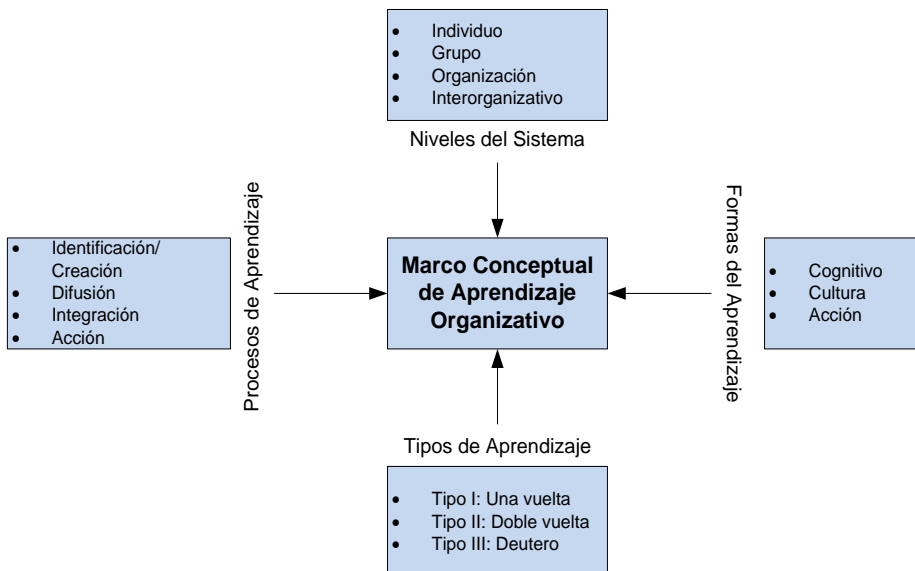 • Individuo
• Grupo
• Organización
• Interorganizativo
Niveles del Sistema
• Identificación/
Creación
• Difusión
• Integración
• Acción
Procesos de Aprendizaje
Marco Conceptual
de Aprendizaje
Organizativo
Formas del Aprendizaje
• Cognitivo
• Cultura
• Acción
Tipos de Aprendizaje
• Tipo I: Una vuelta
• Tipo II: Doble vuelta
• Tipo III: Deutero